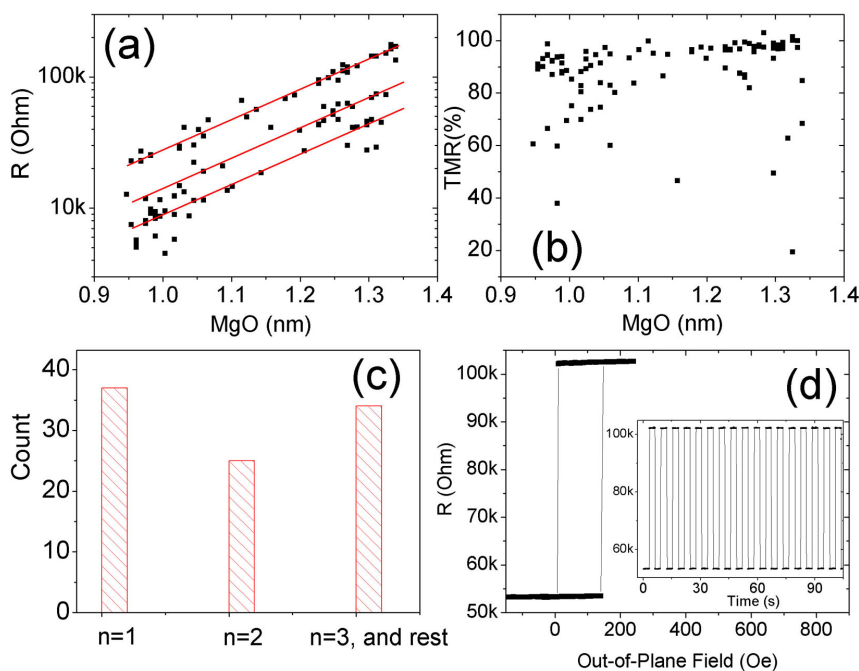 (a)
100k
10k
R (Ohm)
0.9 1.0 1.1 1.2 1.3 1.4
MgO (nm)
(b)
100
80
60
40
20
TMR(%)
0.9 1.0 1.1 1.2 1.3 1.4
MgO (nm)
(c)
40
30
20
10
0
Count
n=1 n=2 n=3, and rest
(d)
100k
90k
80k
70k
60k
50k
R (Ohm)
0 200 400 600 800
Out-of-Plane Field (Oe)
100k
80k
60k
0 30 60 90
Time (s)